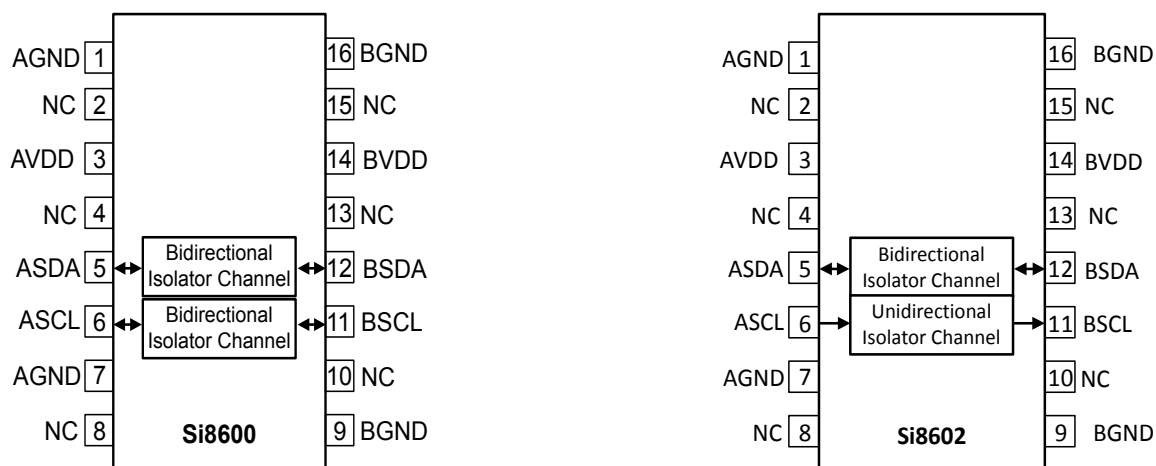 AGND 1
16 BGND
NC 2
15 NC
AVDD 3
14 BVDD
NC 4
13 NC
ASDA 5
Bidirectional
Isolator Channel
12 BSDA
ASCL 6
Bidirectional
Isolator Channel
11 BSCL
AGND 7
10 NC
NC 8
Si8600
9 BGND
AGND 1
16 BGND
NC 2
15 NC
AVDD 3
14 BVDD
NC 4
13 NC
ASDA 5
Bidirectional
Isolator Channel
12 BSDA
ASCL 6
Unidirectional
Isolator Channel
11 BSCL
AGND 7
10 NC
NC 8
Si8602
9 BGND